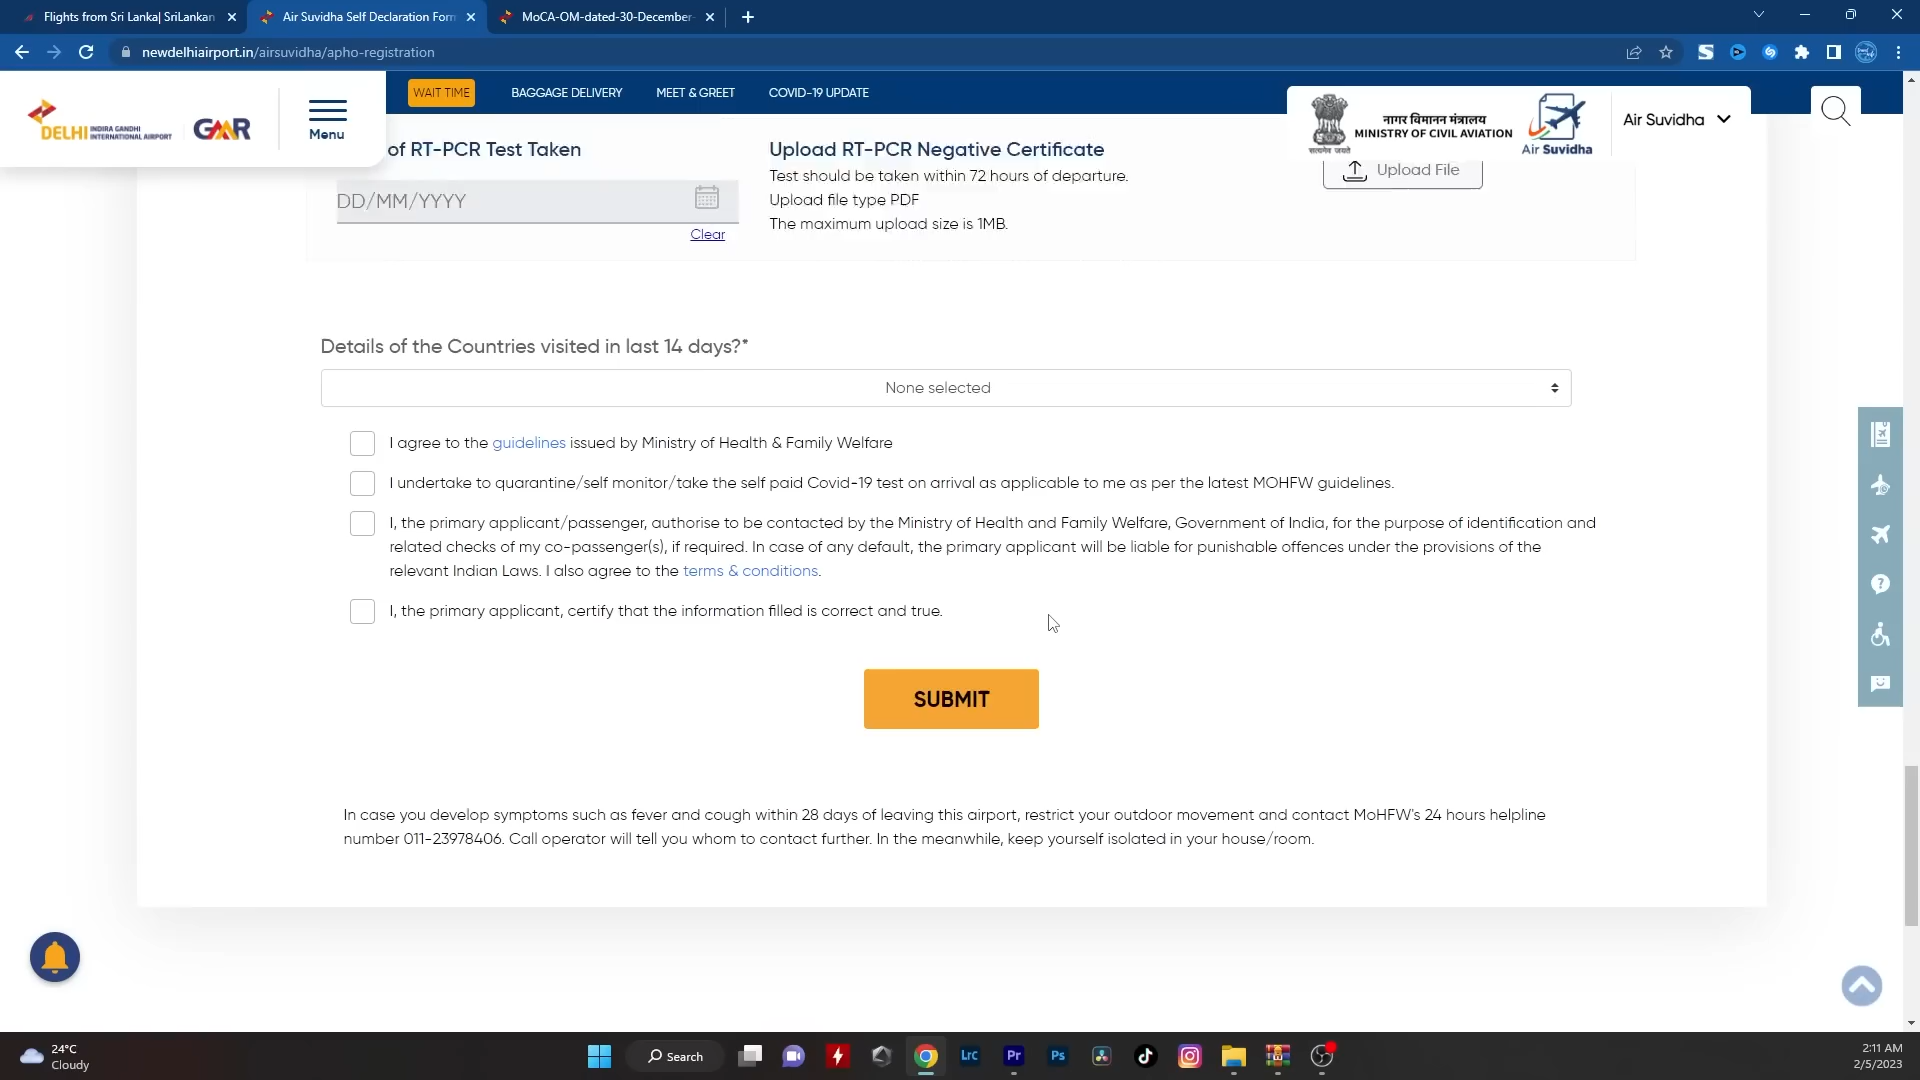 Flights from Sri Lanka| SriLankan
Air Suvidha Self Declaration Form
MoCA-OM-dated-30-December-
newdelhiairport.in/airsuvidha/apho-registration
WAIT TIME
BAGGAGE DELIVERY
MEET & GREET
COVID-19 UPDATE
DELHI INDIRA GANDHI INTERNATIONAL AIRPORT
GMR
Menu
नागर विमानन मंत्रालय
MINISTRY OF CIVIL AVIATION
सत्यमेव जयते
Air Suvidha
Air Suvidha
of RT-PCR Test Taken
DD/MM/YYYY
Clear
Upload RT-PCR Negative Certificate
Test should be taken within 72 hours of departure.
Upload file type PDF
The maximum upload size is 1MB.
Upload File
Details of the Countries visited in last 14 days?*
None selected
I agree to the guidelines issued by Ministry of Health & Family Welfare
I undertake to quarantine/self monitor/take the self paid Covid-19 test on arrival as applicable to me as per the latest MOHFW guidelines.
I, the primary applicant/passenger, authorise to be contacted by the Ministry of Health and Family Welfare, Government of India, for the purpose of identification and
related checks of my co-passenger(s), if required. In case of any default, the primary applicant will be liable for punishable offences under the provisions of the
relevant Indian Laws. I also agree to the terms & conditions.
I, the primary applicant, certify that the information filled is correct and true.
SUBMIT
In case you develop symptoms such as fever and cough within 28 days of leaving this airport, restrict your outdoor movement and contact MoHFW's 24 hours helpline
number 011-23978406. Call operator will tell you whom to contact further. In the meanwhile, keep yourself isolated in your house/room.
24°C
Cloudy
Search
LrC
Pr
Ps
2:11 AM
2/5/2023